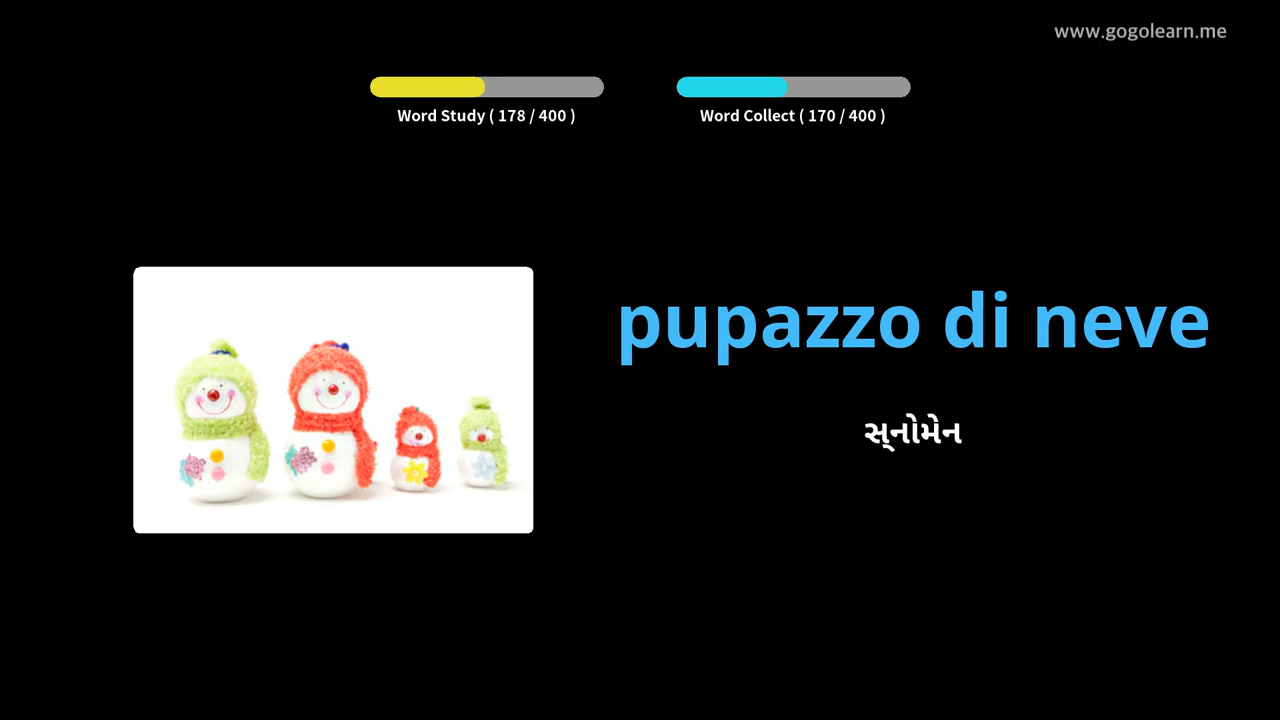 www.gogolearn.me
Word Study ( 178 / 400 )
Word Collect ( 170 / 400 )
pupazzo di neve
સ્નોમેન